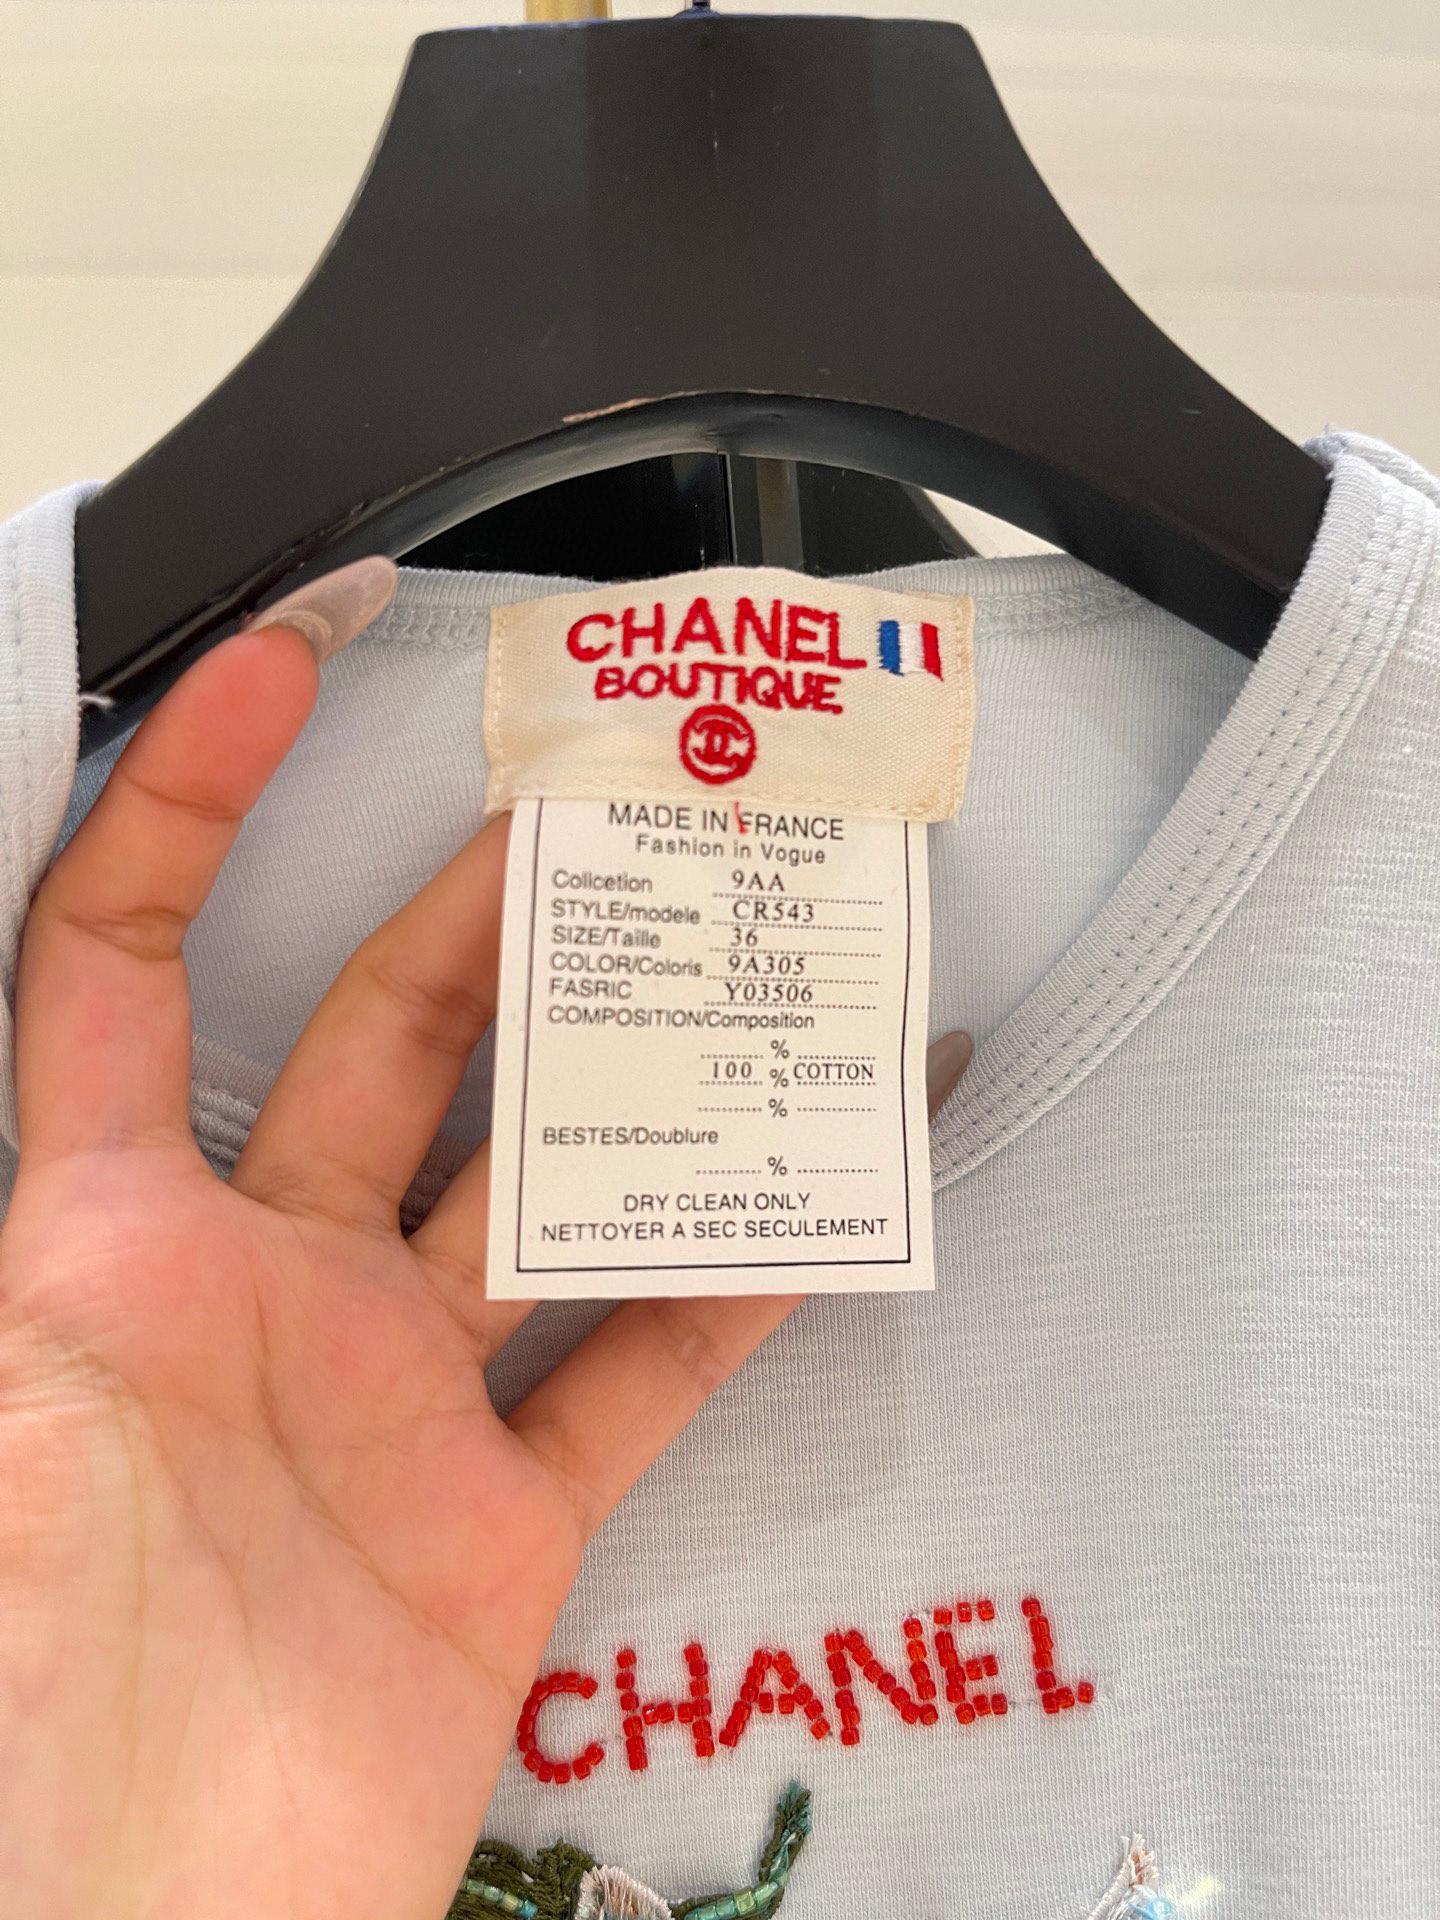 CHANEL
BOUTIQUE
MADE IN FRANCE
Fashion in Vogue
Colicetion 9AA
STYLE/modele CR543
SIZE/Taille 36
COLOR/Coloris 9A305
FASRIC Y03506
COMPOSITION/Composition
%
100 % COTTON
%
BESTES/Doublure
%
DRY CLEAN ONLY
NETTOYER A SEC SECULEMENT
CHANEL